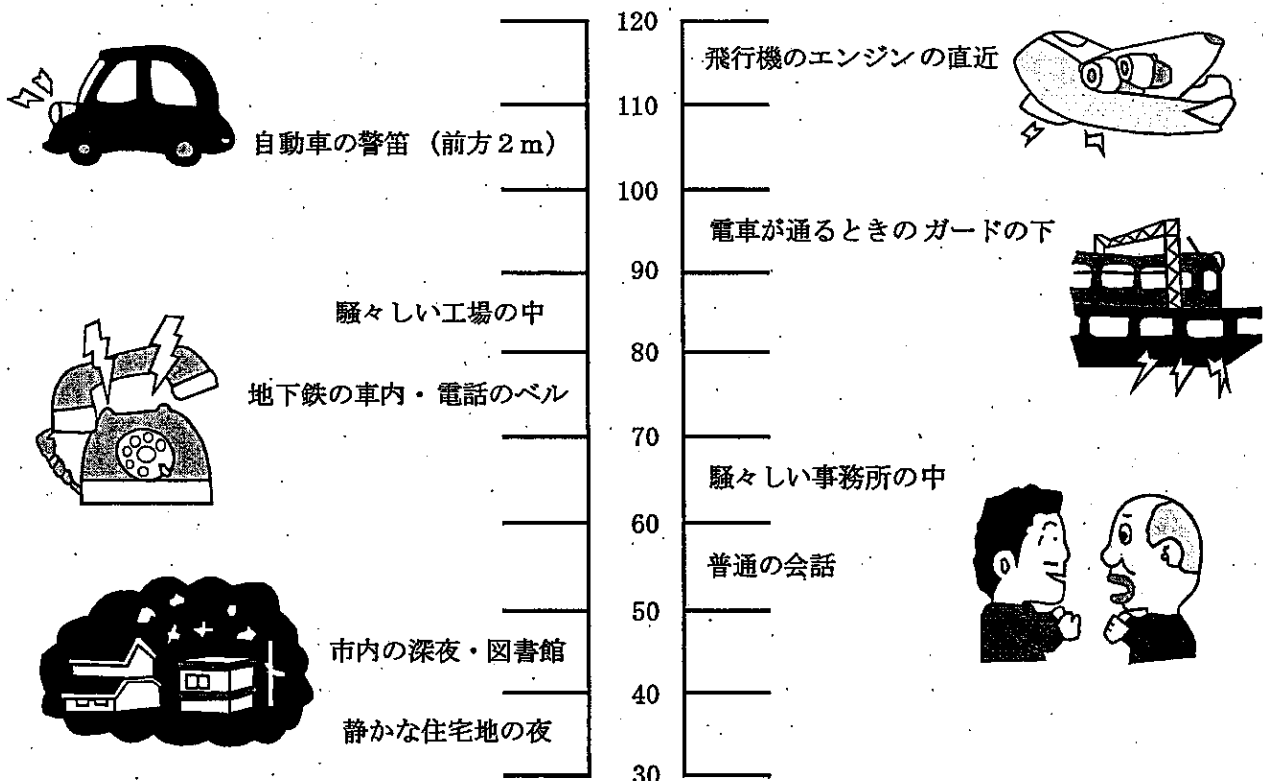 120
飛行機のエンジンの直近
110
自動車の警笛（前方２ｍ）
100
電車が通るときのガードの下
90
騒々しい工場の中
80
地下鉄の車内・電話のベル
70
騒々しい事務所の中
60
普通の会話
50
市内の深夜・図書館
40
静かな住宅地の夜
30